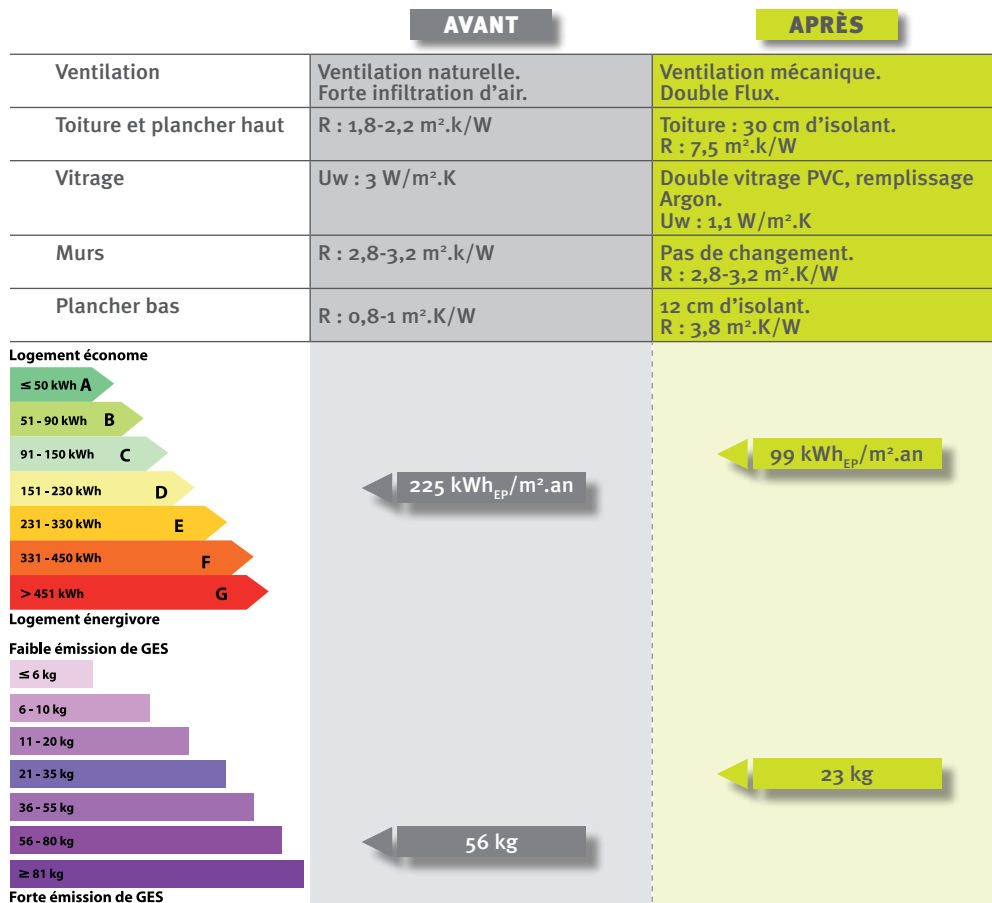 AVANT
APRÈS
Ventilation
Ventilation naturelle.
Forte infiltration d'air.
Ventilation mécanique.
Double Flux.
Toiture et plancher haut
R : 1,8-2,2 m².k/W
Toiture : 30 cm d'isolant.
R : 7,5 m².k/W
Vitrage
Uw : 3 W/m².K
Double vitrage PVC, remplissage
Argon.
Uw : 1,1 W/m².K
Murs
R : 2,8-3,2 m².k/W
Pas de changement.
R : 2,8-3,2 m².K/W
Plancher bas
R : 0,8-1 m².K/W
12 cm d'isolant.
R : 3,8 m².K/W
Logement économe
≤ 50 kWh A
51 - 90 kWh B
91 - 150 kWh C
151 - 230 kWh D
231 - 330 kWh E
331 - 450 kWh F
> 451 kWh G
Logement énergivore
225 kWhEP/m².an
99 kWhEP/m².an
Faible émission de GES
≤ 6 kg
6 - 10 kg
11 - 20 kg
21 - 35 kg
36 - 55 kg
56 - 80 kg
≥ 81 kg
Forte émission de GES
56 kg
23 kg